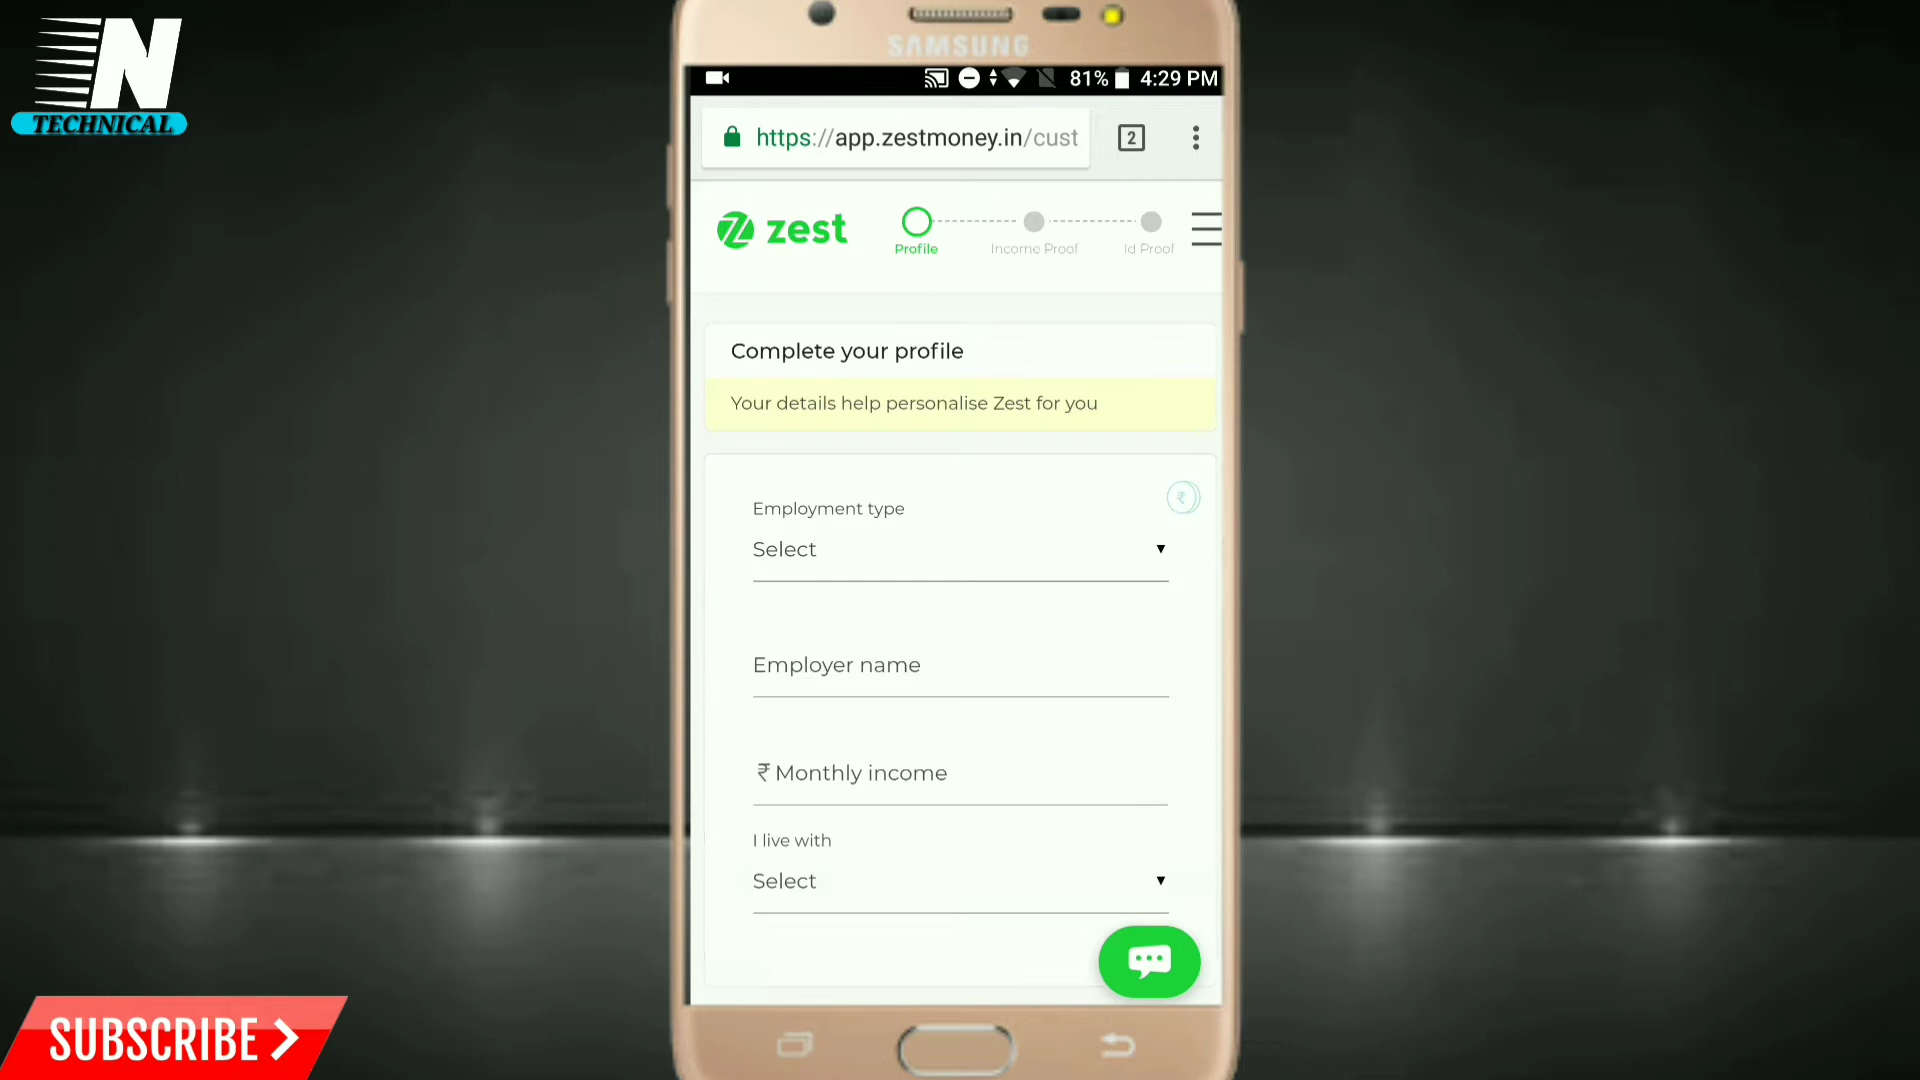 N
TECHNICAL
SAMSUNG
81% 4:29 PM
https://app.zestmoney.in/cust
2
zest
Profile
Income Proof
Id Proof
Complete your profile
Your details help personalise Zest for you
₹
Employment type
Select
Employer name
₹ Monthly income
I live with
Select
SUBSCRIBE